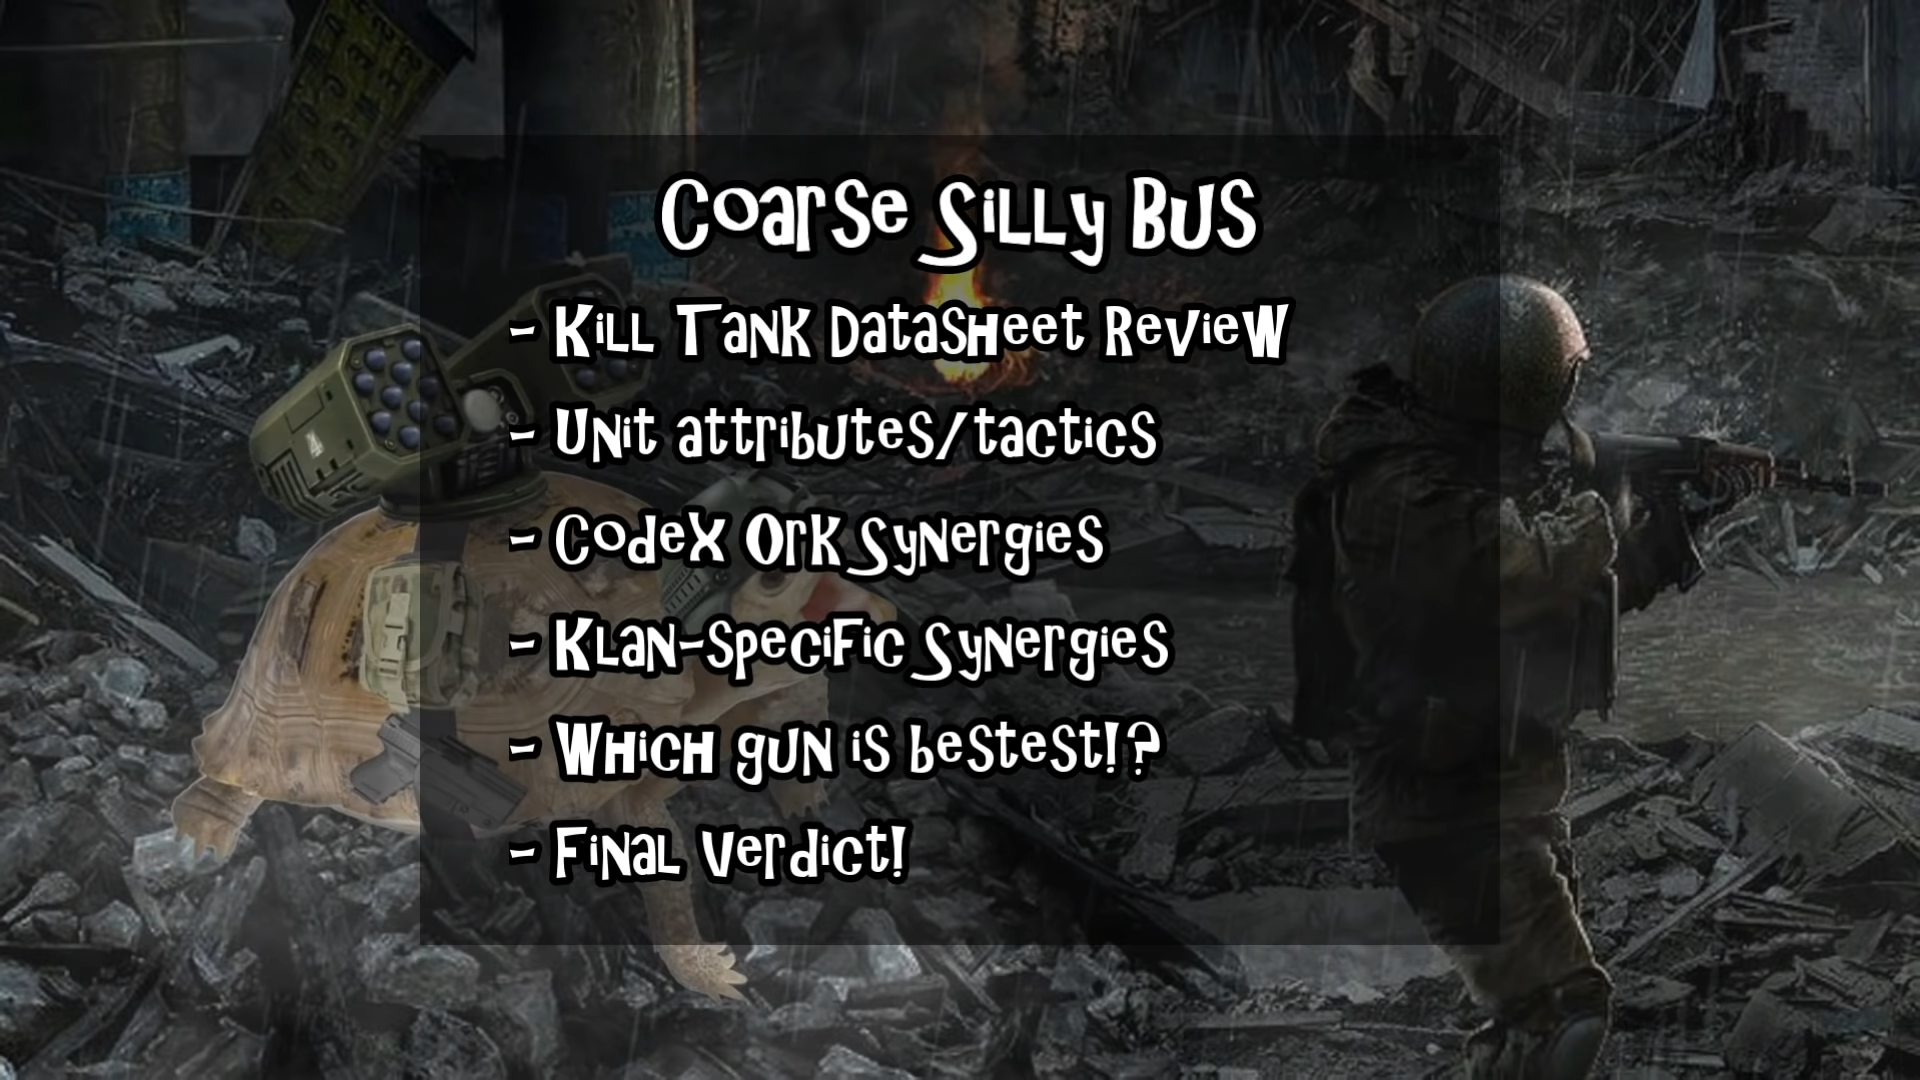 Coarse Silly Bus
- Kill Tank Datasheet Review
- Unit attributes/tactics
- Codex Ork Synergies
- Klan-Specific Synergies
- Which gun is bestest!?
- Final Verdict!